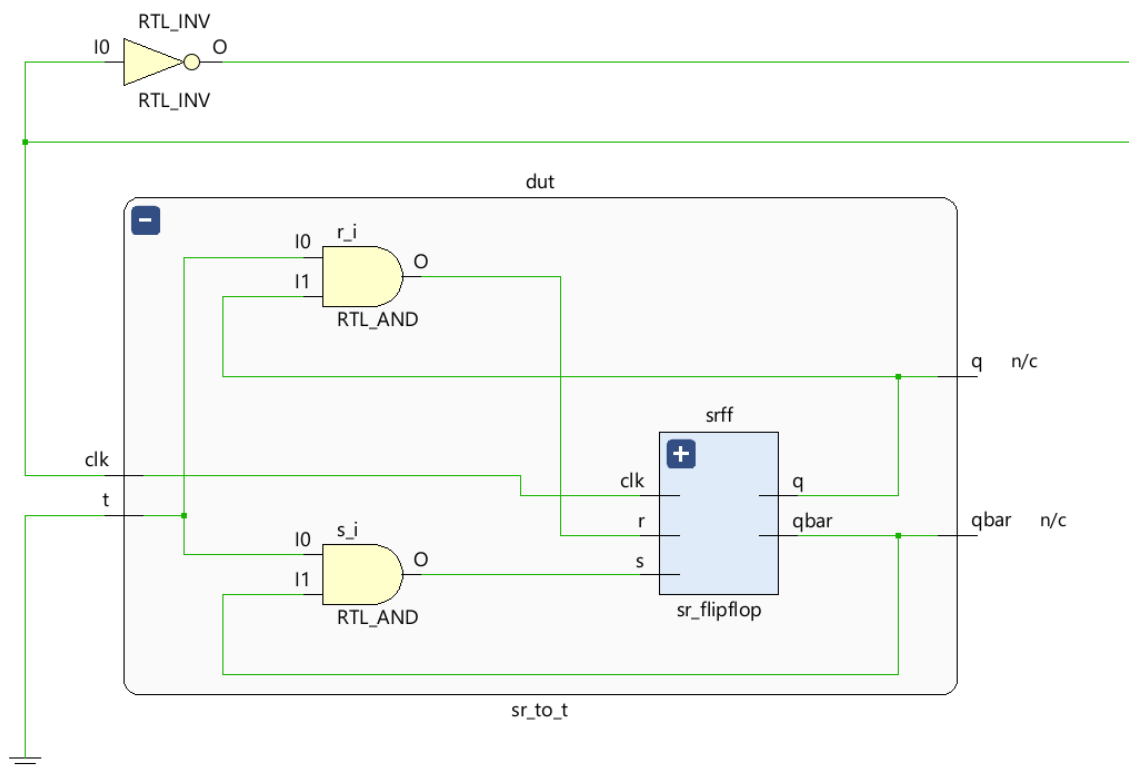 RTL_INV
I0 O
RTL_INV
dut
r_i
I0 O
I1
RTL_AND
q n/c
srff
clk
clk q
t
r qbar
qbar n/c
s_i
I0 O
s
I1
RTL_AND
sr_flipflop
sr_to_t